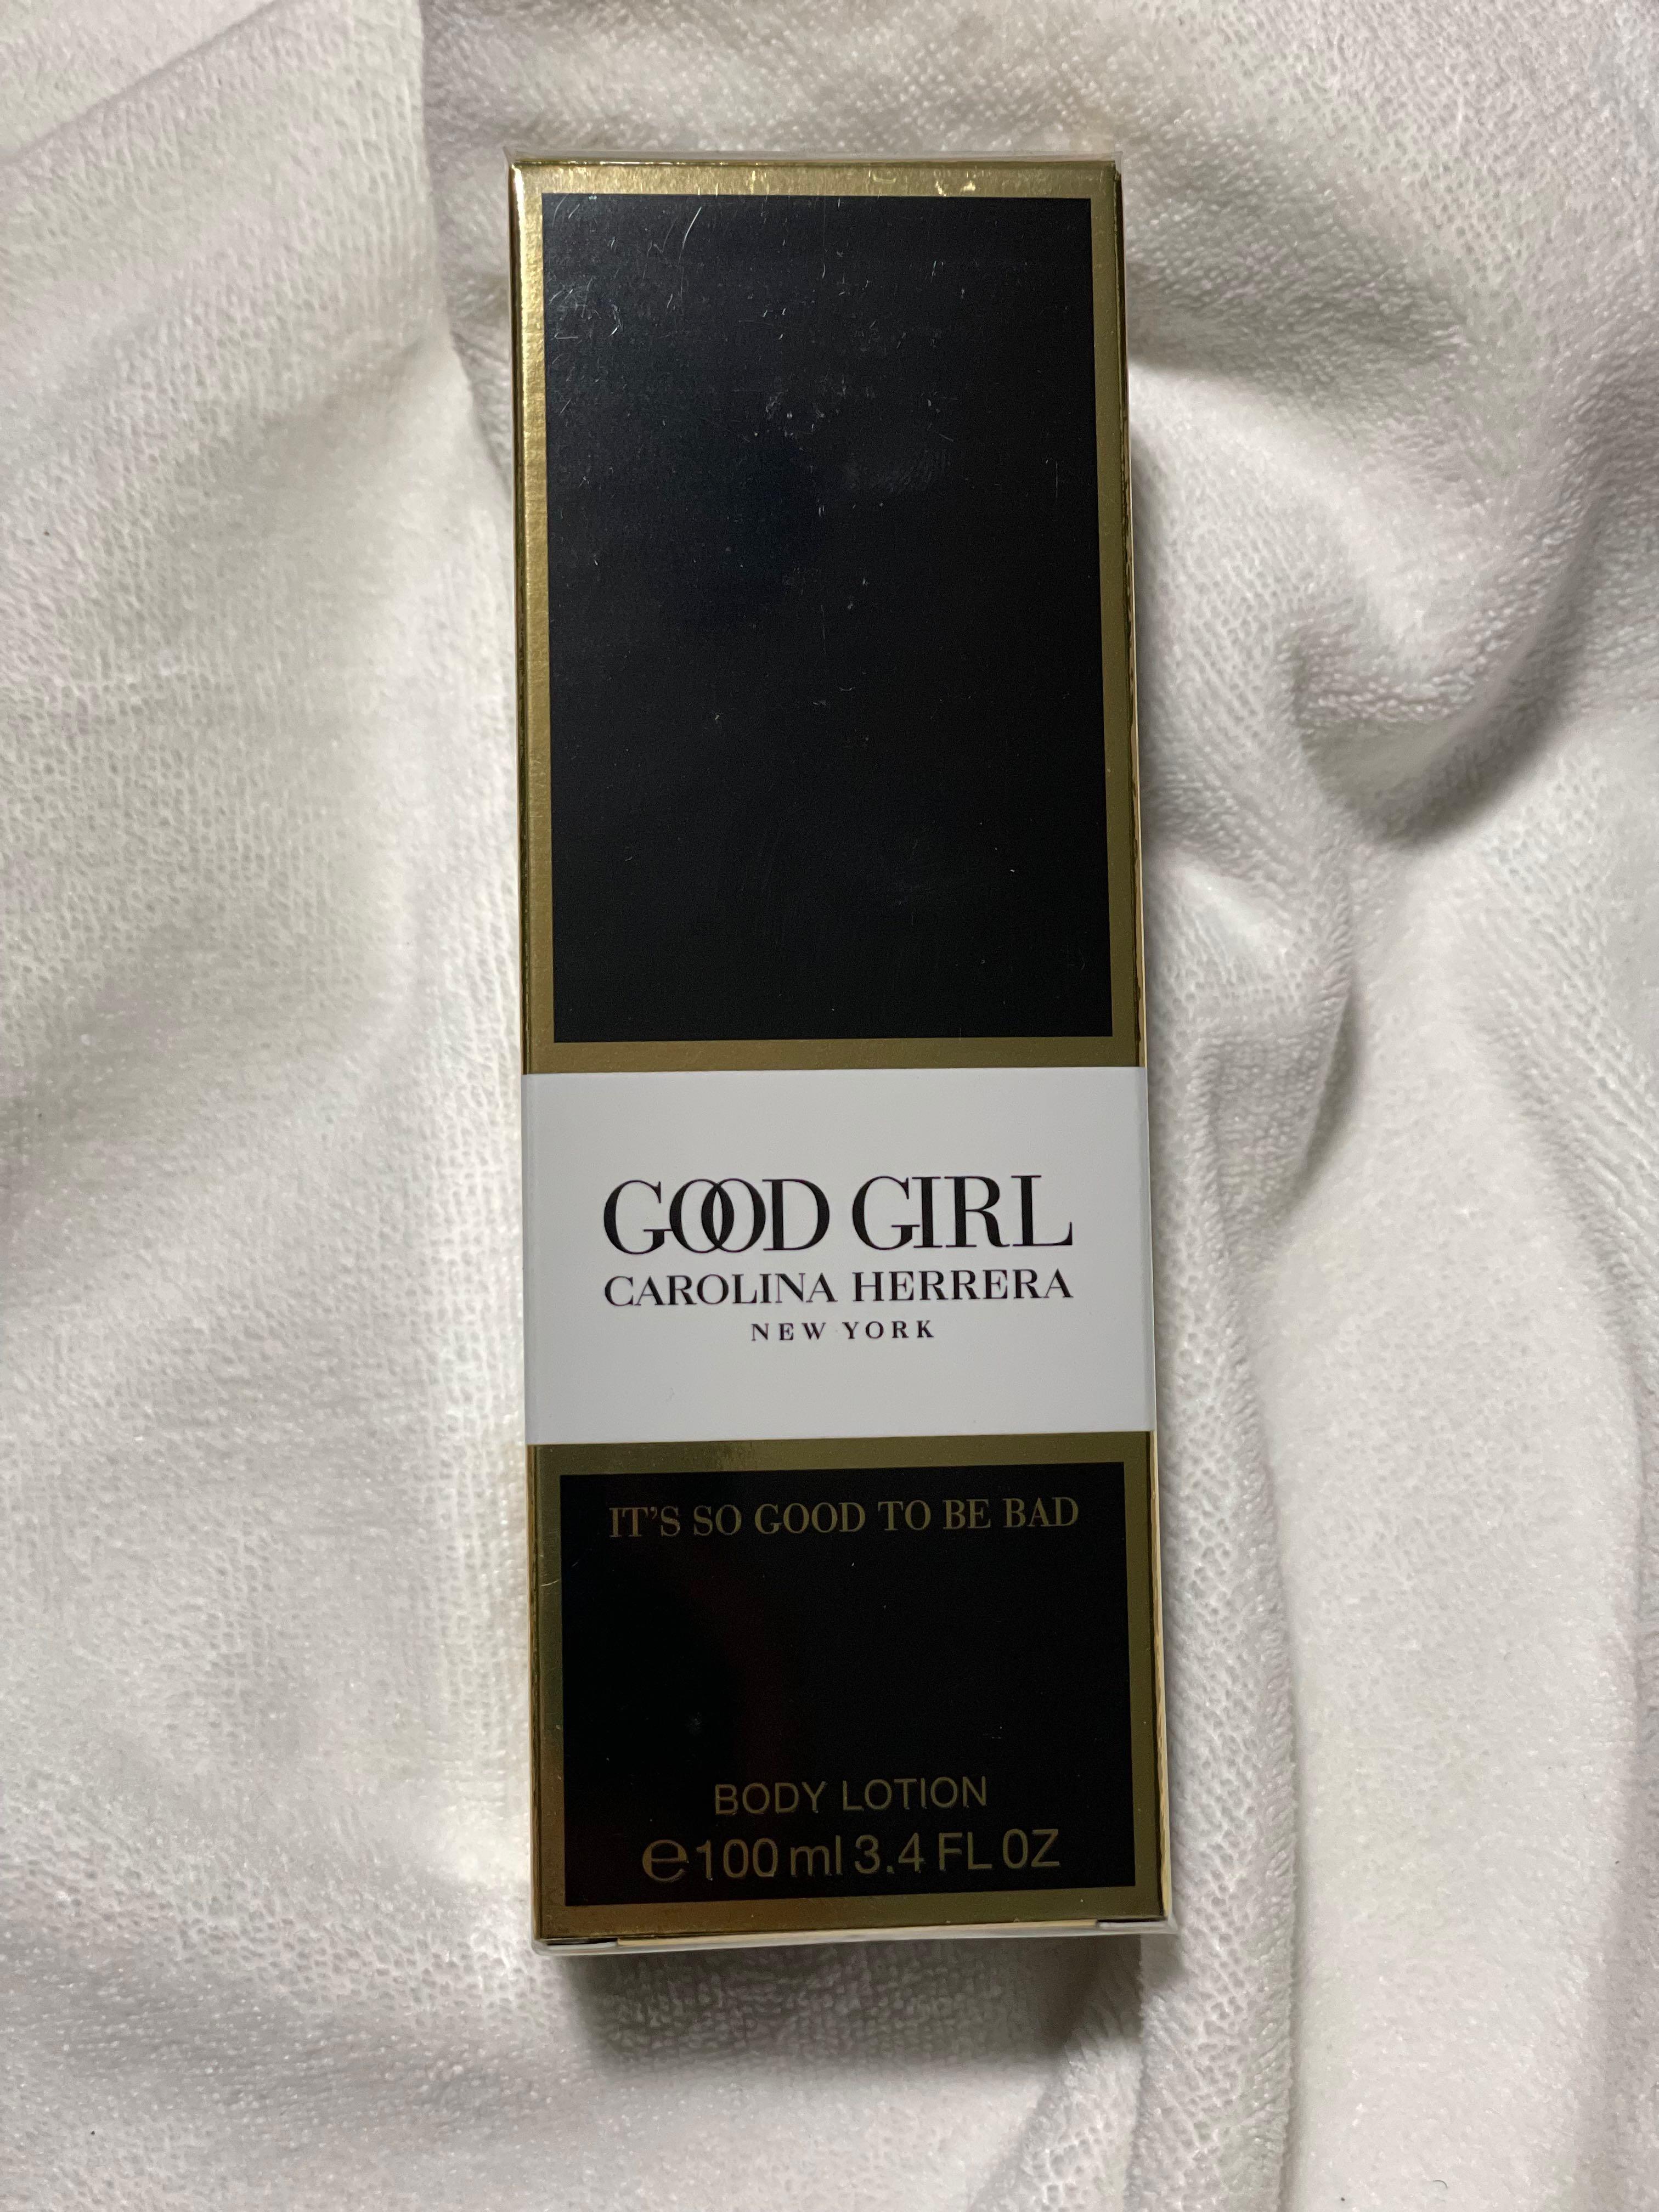 GOOD GIRL
CAROLINA HERRERA
NEW YORK
IT'S SO GOOD TO BE BAD
BODY LOTION
℮100 ml 3.4 FL OZ